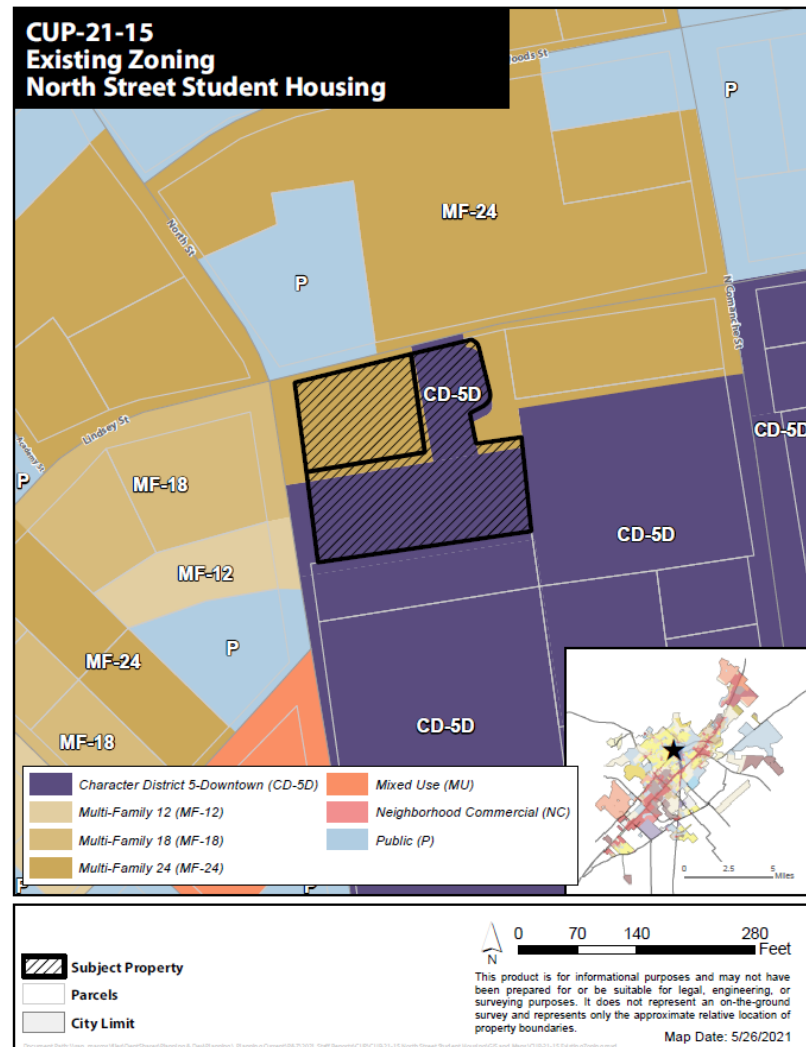 CUP-21-15
Existing Zoning
North Street Student Housing
oods St
P
MF-24
North St
P
N Comanche St
CD-5D
CD-5D
Lindsey St
Academy St
P
MF-18
CD-5D
MF-12
P
MF-24
CD-5D
MF-18
Character District 5-Downtown (CD-5D)
Multi-Family 12 (MF-12)
Multi-Family 18 (MF-18)
Multi-Family 24 (MF-24)
Mixed Use (MU)
Neighborhood Commercial (NC)
Public (P)
0 2.5 5
Miles
P
P
Subject Property
Parcels
City Limit
N
0 70 140 280
Feet
This product is for informational purposes and may not have
been prepared for or be suitable for legal, engineering, or
surveying purposes. It does not represent an on-the-ground
survey and represents only the approximate relative location of
property boundaries.
Map Date: 5/26/2021